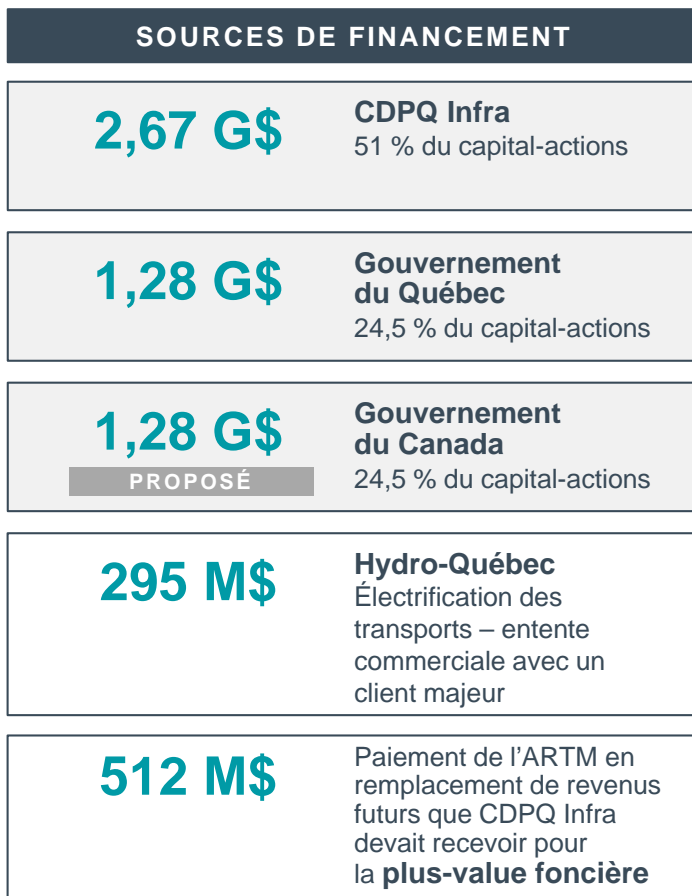 SOURCES DE FINANCEMENT
2,67 G$
CDPQ Infra
51 % du capital-actions
1,28 G$
Gouvernement
du Québec
24,5 % du capital-actions
1,28 G$
PROPOSÉ
Gouvernement
du Canada
24,5 % du capital-actions
295 M$
Hydro-Québec
Électrification des
transports – entente
commerciale avec un
client majeur
512 M$
Paiement de l’ARTM en
remplacement de revenus
futurs que CDPQ Infra
devait recevoir pour
la plus-value foncière